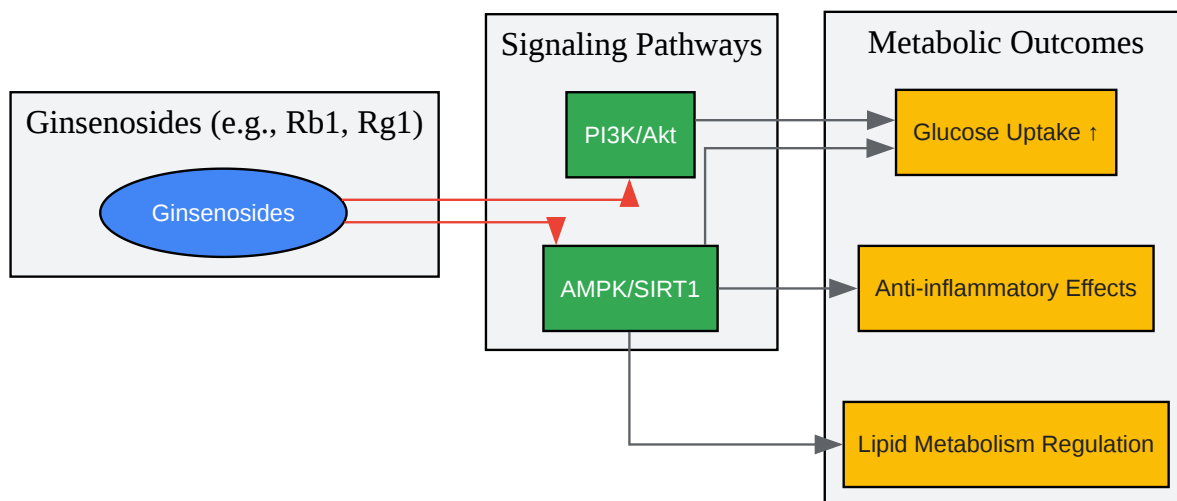 Signaling Pathways
Metabolic Outcomes
Ginsenosides (e.g., Rb1, Rg1)
PI3K/Akt
Glucose Uptake ↑
Ginsenosides
AMPK/SIRT1
Anti-inflammatory Effects
Lipid Metabolism Regulation